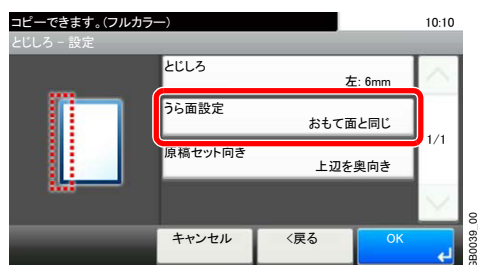 コピーできます。(フルカラー)
10:10
とじしろ - 設定
とじしろ
左: 6mm
うら面設定
おもて面と同じ
1/1
原稿セット向き
上辺を奥向き
キャンセル
<戻る
OK
GB0039_00